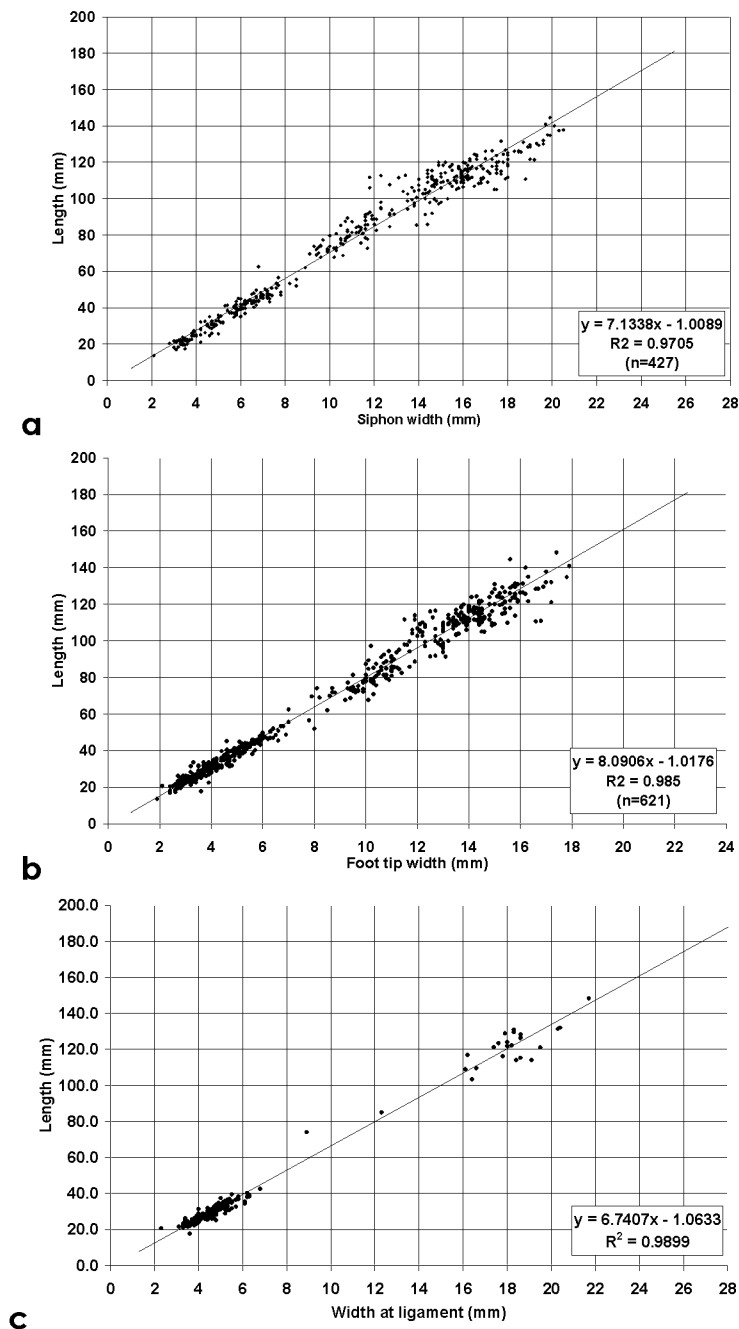 200
180
160
140
120
100
80
60
40
20
0
Length (mm)
y = 7.1338x - 1.0089
R2 = 0.9705
(n=427)
0 2 4 6 8 10 12 14 16 18 20 22 24 26 28
Siphon width (mm)
a
200
180
160
140
120
100
80
60
40
20
0
Length (mm)
y = 8.0906x - 1.0176
R2 = 0.985
(n=621)
0 2 4 6 8 10 12 14 16 18 20 22 24
Foot tip width (mm)
b
200.0
180.0
160.0
140.0
120.0
100.0
80.0
60.0
40.0
20.0
0.0
Length (mm)
y = 6.7407x - 1.0633
R² = 0.9899
0 2 4 6 8 10 12 14 16 18 20 22 24 26 28
Width at ligament (mm)
c